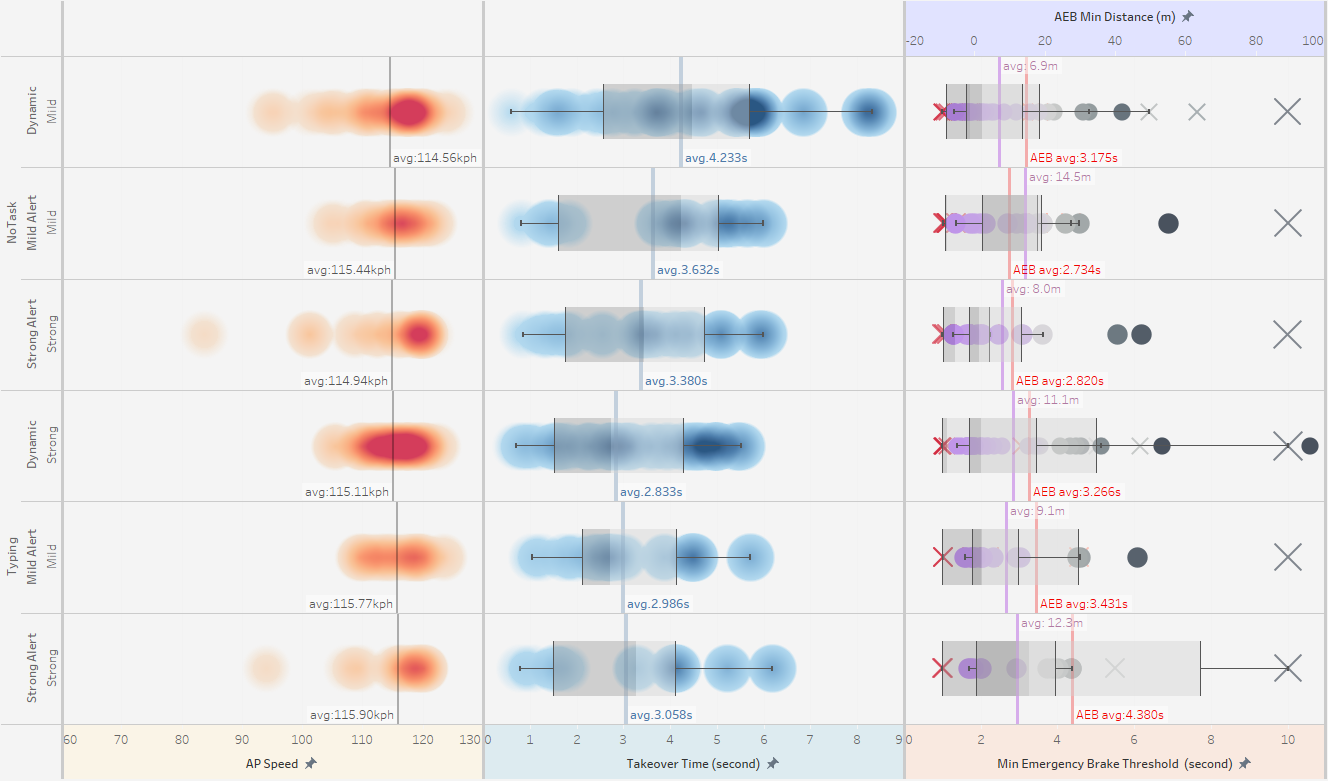 AEB Min Distance (m)
-20 0 20 40 60 80 100
NoTask
Dynamic
Mild
avg:114.56kph
avg.4.233s
avg: 6.9m
AEB avg:3.175s
Mild Alert
Mild
avg:115.44kph
avg.3.632s
avg: 14.5m
AEB avg:2.734s
Strong Alert
Strong
avg:114.94kph
avg.3.380s
avg: 8.0m
AEB avg:2.820s
Typing
Dynamic
Strong
avg:115.11kph
avg.2.833s
avg: 11.1m
AEB avg:3.266s
Mild Alert
Mild
avg:115.77kph
avg.2.986s
avg: 9.1m
AEB avg:3.431s
Strong Alert
Strong
avg:115.90kph
avg.3.058s
avg: 12.3m
AEB avg:4.380s
60 70 80 90 100 110 120 130
0 1 2 3 4 5 6 7 8 9
0 2 4 6 8 10
AP Speed
Takeover Time (second)
Min Emergency Brake Threshold (second)